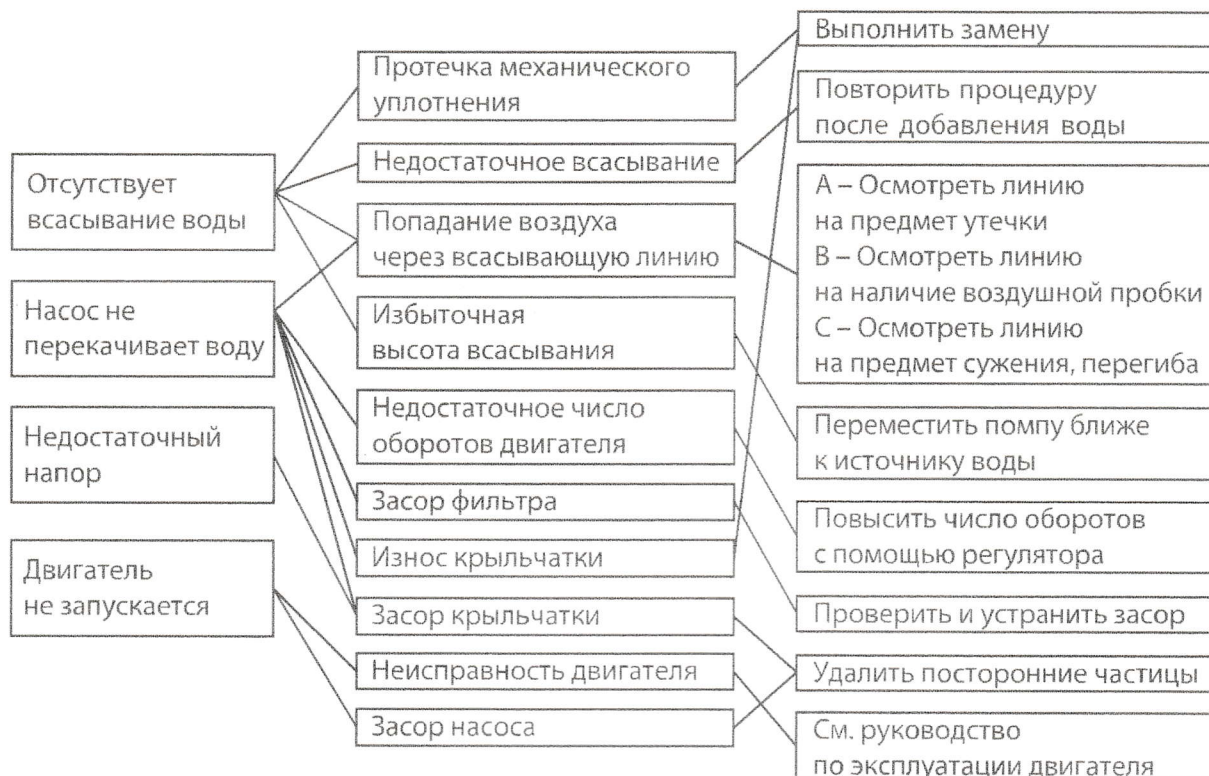 Отсутствует
всасывание воды
Насос не
перекачивает воду
Недостаточный
напор
Двигатель
не запускается
Протечка механического
уплотнения
Недостаточное всасывание
Попадание воздуха
через всасывающую линию
Избыточная
высота всасывания
Недостаточное число
оборотов двигателя
Засор фильтра
Износ крыльчатки
Засор крыльчатки
Неисправность двигателя
Засор насоса
Выполнить замену
Повторить процедуру
после добавления воды
A – Осмотреть линию
на предмет утечки
B – Осмотреть линию
на наличие воздушной пробки
C – Осмотреть линию
на предмет сужения, перегиба
Переместить помпу ближе
к источнику воды
Повысить число оборотов
с помощью регулятора
Проверить и устранить засор
Удалить посторонние частицы
См. руководство
по эксплуатации двигателя